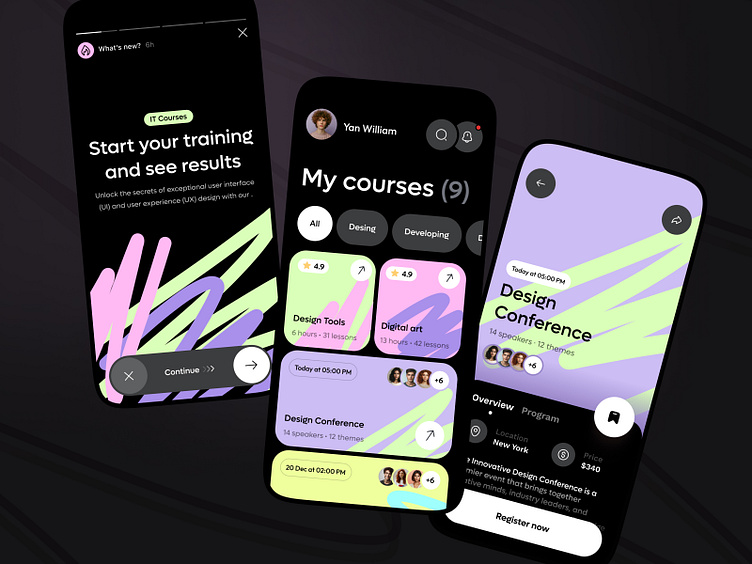 What's new? 6h
IT Courses
Start your training
and see results
Unlock the secrets of exceptional user interface
(UI) and user experience (UX) design with our .
Continue
Yan William
My courses (9)
All Desing Developing D
4.9
Design Tools
6 hours • 31 lessons
4.9
Digital art
13 hours • 42 lessons
Today at 05:00 PM
+6
Design Conference
14 speakers • 12 themes
20 Dec at 02:00 PM
+6
Today at 05:00 PM
Design
Conference
14 speakers • 12 themes
+6
Overview Program
Location
New York
Price
$340
e Innovative Design Conference is a
mier event that brings together
ative minds, industry leaders, and
Register now